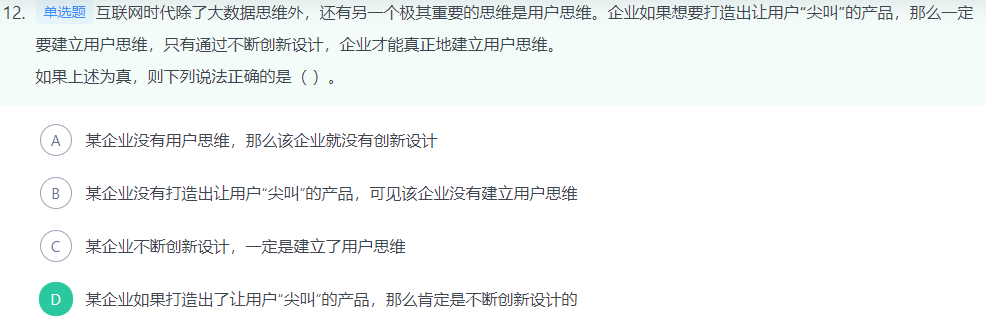 12. 单选题 互联网时代除了大数据思维外，还有另一个极其重要的思维是用户思维。企业如果想要打造出让用户“尖叫”的产品，那么一定
要建立用户思维，只有通过不断创新设计，企业才能真正地建立用户思维。
如果上述为真，则下列说法正确的是（ ）。
A 某企业没有用户思维，那么该企业就没有创新设计
B 某企业没有打造出让用户“尖叫”的产品，可见该企业没有建立用户思维
C 某企业不断创新设计，一定是建立了用户思维
D 某企业如果打造出了让用户“尖叫”的产品，那么肯定是不断创新设计的